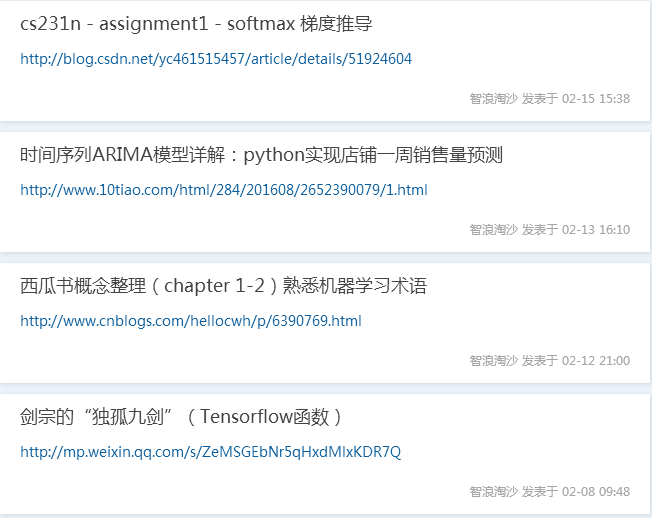 cs231n - assignment1 - softmax 梯度推导
http://blog.csdn.net/yc461515457/article/details/51924604
智浪淘沙 发表于 02-15 15:38
时间序列ARIMA模型详解：python实现店铺一周销售量预测
http://www.10tiao.com/html/284/201608/2652390079/1.html
智浪淘沙 发表于 02-13 16:10
西瓜书概念整理（chapter 1-2）熟悉机器学习术语
http://www.cnblogs.com/hellocwh/p/6390769.html
智浪淘沙 发表于 02-12 21:00
剑宗的“独孤九剑”（Tensorflow函数）
http://mp.weixin.qq.com/s/ZeMSGEbNr5qHxdMlxKDR7Q
智浪淘沙 发表于 02-08 09:48